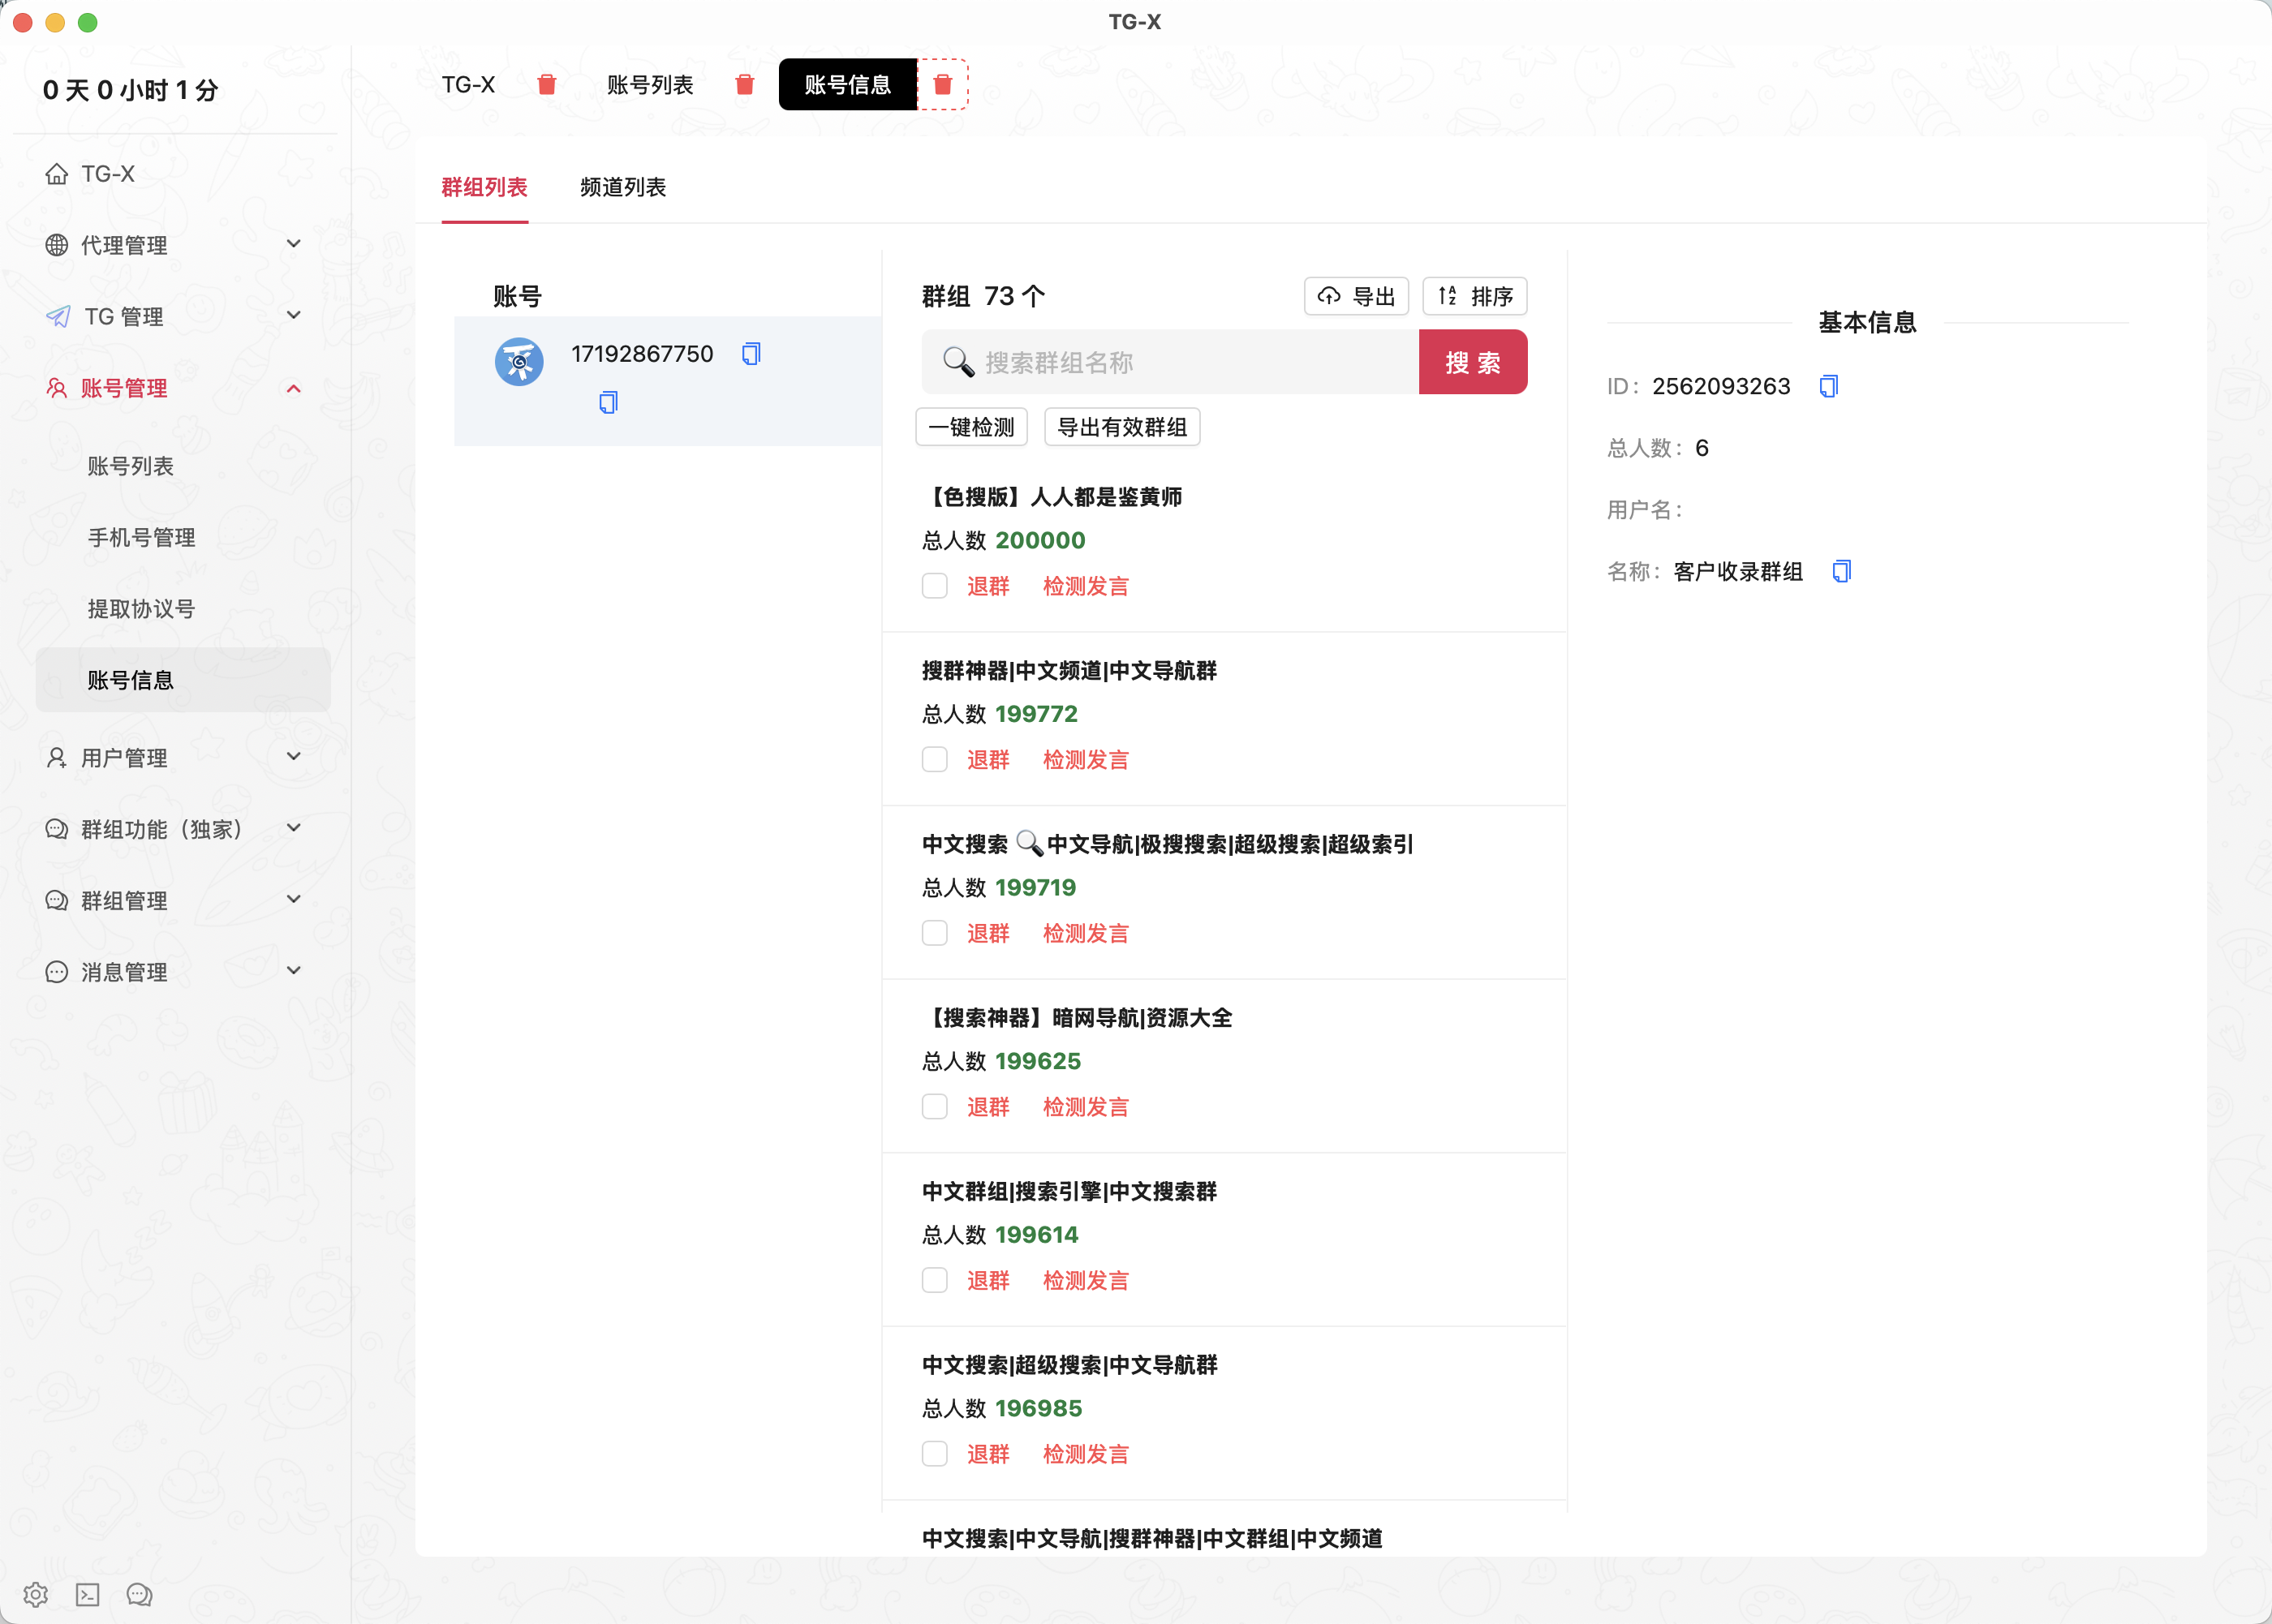 TG-X
0 天 0 小时 1 分
TG-X
代理管理
TG 管理
账号管理
账号列表
手机号管理
提取协议号
账号信息
用户管理
群组功能（独家）
群组管理
消息管理
TG-X
账号列表
账号信息
群组列表
频道列表
账号
17192867750
群组 73 个
导出
排序
搜索群组名称
搜 索
一键检测
导出有效群组
【色搜版】人人都是鉴黄师
总人数 200000
退群 检测发言
搜群神器|中文频道|中文导航群
总人数 199772
退群 检测发言
中文搜索 🔍中文导航|极搜搜索|超级搜索|超级索引
总人数 199719
退群 检测发言
【搜索神器】暗网导航|资源大全
总人数 199625
退群 检测发言
中文群组|搜索引擎|中文搜索群
总人数 199614
退群 检测发言
中文搜索|超级搜索|中文导航群
总人数 196985
退群 检测发言
中文搜索|中文导航|搜群神器|中文群组|中文频道
基本信息
ID： 2562093263
总人数： 6
用户名：
名称： 客户收录群组